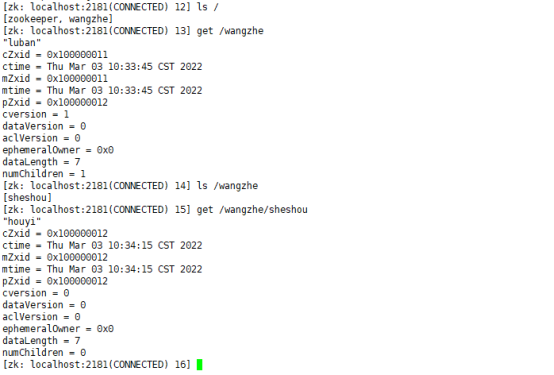 [zk: localhost:2181(CONNECTED) 12] ls /
[zookeeper, wangzhe]
[zk: localhost:2181(CONNECTED) 13] get /wangzhe
"luban"
cZxid = 0x100000011
ctime = Thu Mar 03 10:33:45 CST 2022
mZxid = 0x100000011
mtime = Thu Mar 03 10:33:45 CST 2022
pZxid = 0x100000012
cversion = 1
dataVersion = 0
aclVersion = 0
ephemeralOwner = 0x0
dataLength = 7
numChildren = 1
[zk: localhost:2181(CONNECTED) 14] ls /wangzhe
[sheshou]
[zk: localhost:2181(CONNECTED) 15] get /wangzhe/sheshou
"houyi"
cZxid = 0x100000012
ctime = Thu Mar 03 10:34:15 CST 2022
mZxid = 0x100000012
mtime = Thu Mar 03 10:34:15 CST 2022
pZxid = 0x100000012
cversion = 0
dataVersion = 0
aclVersion = 0
ephemeralOwner = 0x0
dataLength = 7
numChildren = 0
[zk: localhost:2181(CONNECTED) 16]